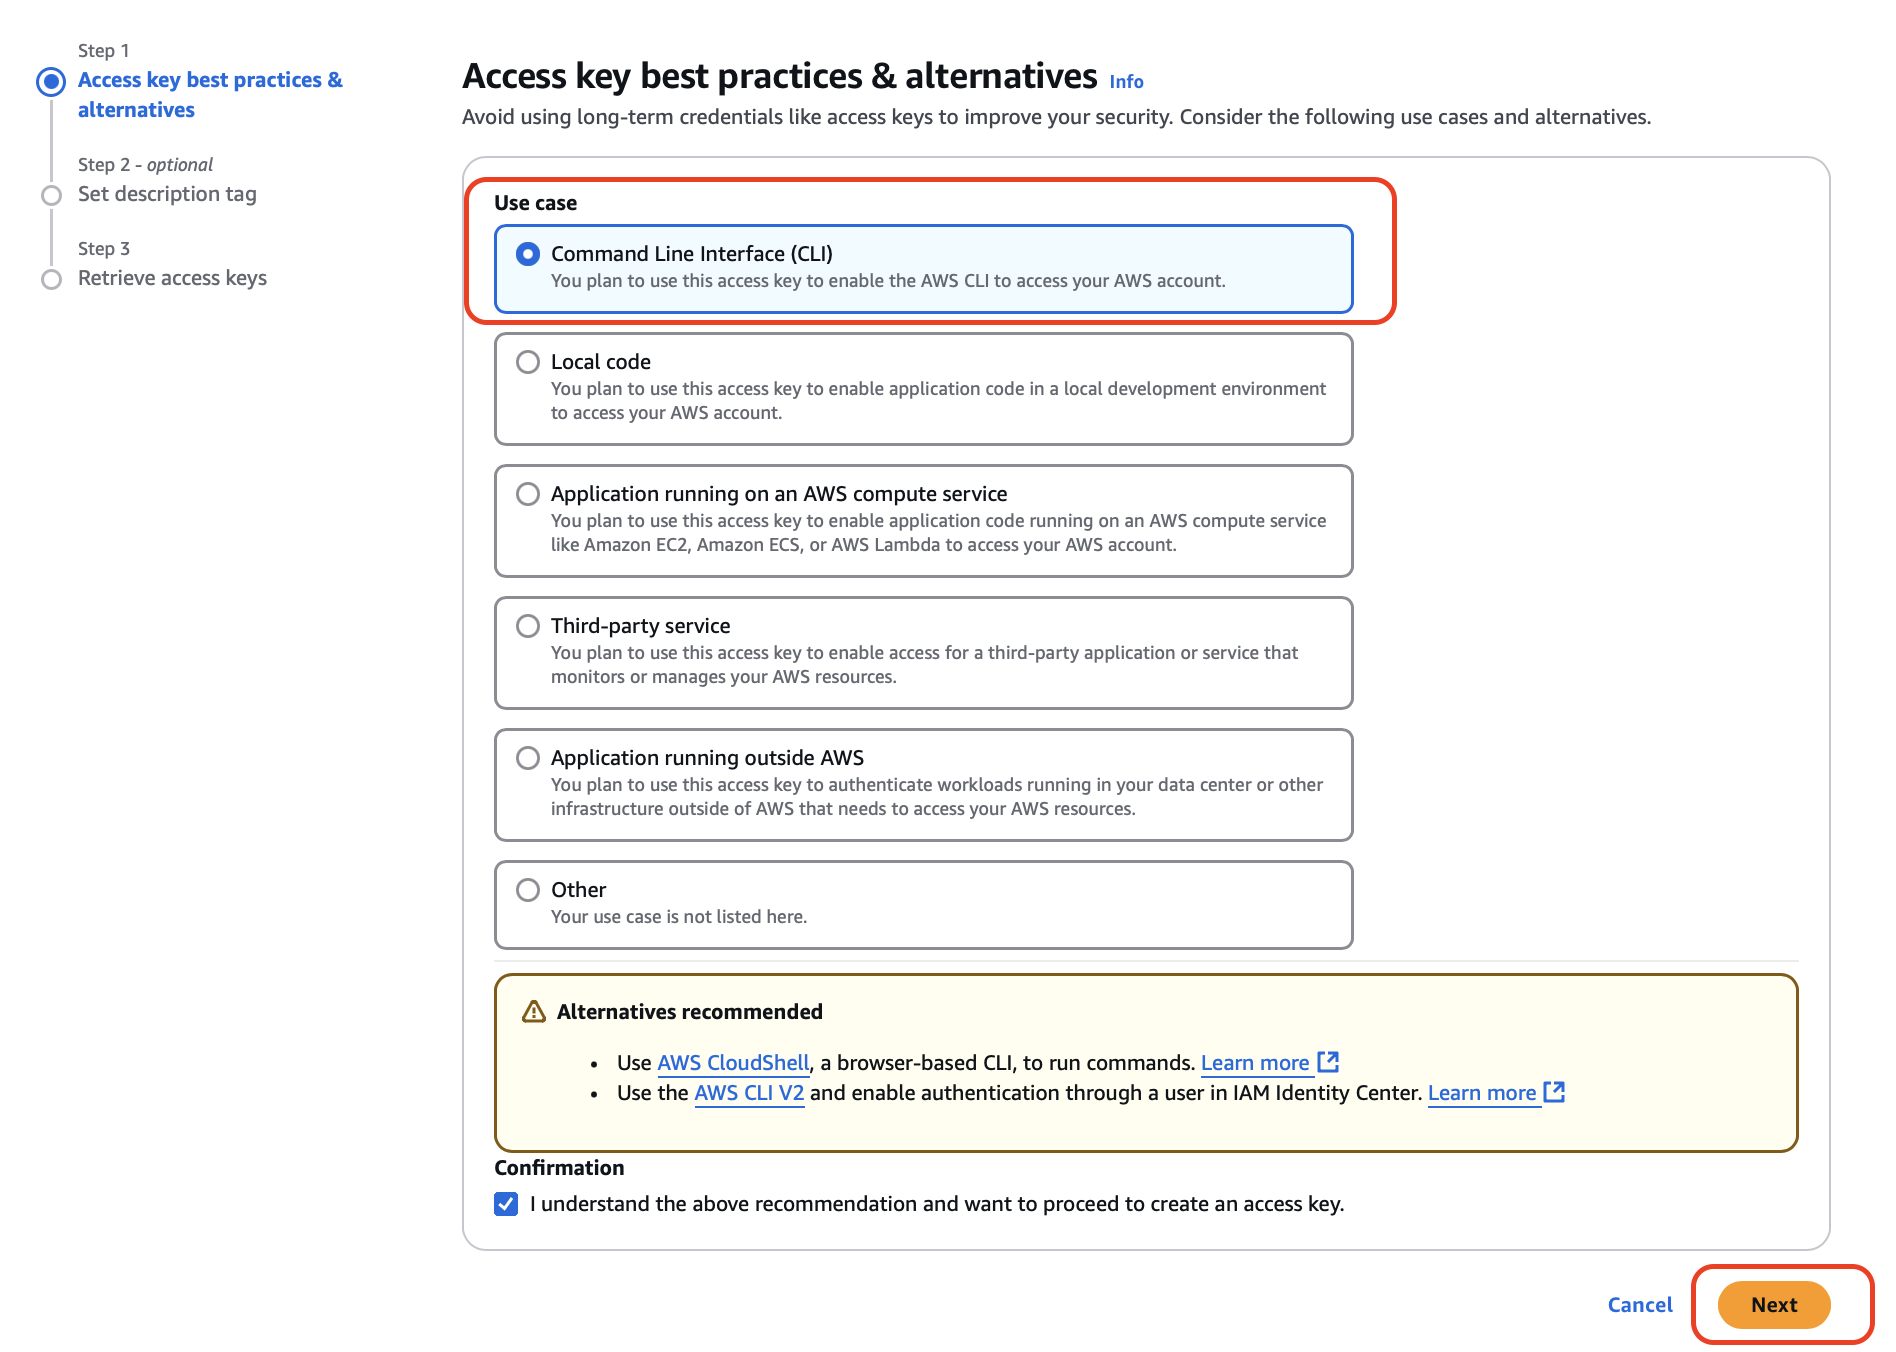 Step 1
Access key best practices &
alternatives
Step 2 - optional
Set description tag
Step 3
Retrieve access keys
Access key best practices & alternatives Info
Avoid using long-term credentials like access keys to improve your security. Consider the following use cases and alternatives.
Use case
Command Line Interface (CLI)
You plan to use this access key to enable the AWS CLI to access your AWS account.
Local code
You plan to use this access key to enable application code in a local development environment
to access your AWS account.
Application running on an AWS compute service
You plan to use this access key to enable application code running on an AWS compute service
like Amazon EC2, Amazon ECS, or AWS Lambda to access your AWS account.
Third-party service
You plan to use this access key to enable access for a third-party application or service that
monitors or manages your AWS resources.
Application running outside AWS
You plan to use this access key to authenticate workloads running in your data center or other
infrastructure outside of AWS that needs to access your AWS resources.
Other
Your use case is not listed here.
Alternatives recommended
• Use AWS CloudShell, a browser-based CLI, to run commands. Learn more
• Use the AWS CLI V2 and enable authentication through a user in IAM Identity Center. Learn more
Confirmation
I understand the above recommendation and want to proceed to create an access key.
Cancel Next